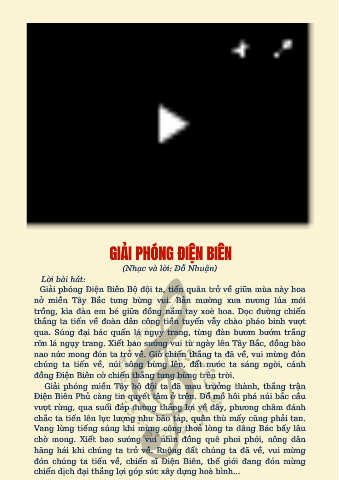 GIẢI PHÓNG ĐIỆN BIÊN
(Nhạc và lời: Đỗ Nhuận)
Lời bài hát:
Giải phóng Điện Biên Bộ đội ta, tiến quân trở về giữa mùa này hoa
nở miền Tây Bắc tưng bừng vui. Bản mường xưa nương lúa mới
trồng, kìa đàn em bé giữa đồng nắm tay xoè hoa. Dọc đường chiến
thắng ta tiến về đoàn dân công tiền tuyến vẫy chào pháo binh vượt
qua. Súng đại bác quấn lá ngụy trang, từng đàn bươm bướm trắng
rỡn lá ngụy trang. Xiết bao sướng vui từ ngày lên Tây Bắc, đồng bào
nao nức mong đón ta trở về. Giờ chiến thắng ta đã về, vui mừng đón
chúng ta tiến về, núi sông bừng lên, đất nước ta sáng ngời, cánh
đồng Điện Biên cờ chiến thắng tưng bừng trên trời.
Giải phóng miền Tây Bộ đội ta đã mau trưởng thành, thắng trận
Điện Biên Phủ càng tin quyết tâm ở trên. Đổ mồ hôi phá núi bắc cầu
vượt rừng, qua suối đắp đường thắng lợi về đây, phương châm đánh
chắc ta tiến lên lực lượng như bão táp, quân thù mấy cũng phải tan.
Vang lừng tiếng súng khi mừng công thoả lòng ta dâng Bác bấy lâu
chờ mong. Xiết bao sướng vui nhìn đồng quê phơi phới, nông dân
hăng hái khi chúng ta trở về. Ruộng đất chúng ta đã về, vui mừng
đón chúng ta tiến về, chiến sĩ Điện Biên, thế giới đang đón mừng
chiến dịch đại thắng lợi góp sức xây dựng hoà bình...